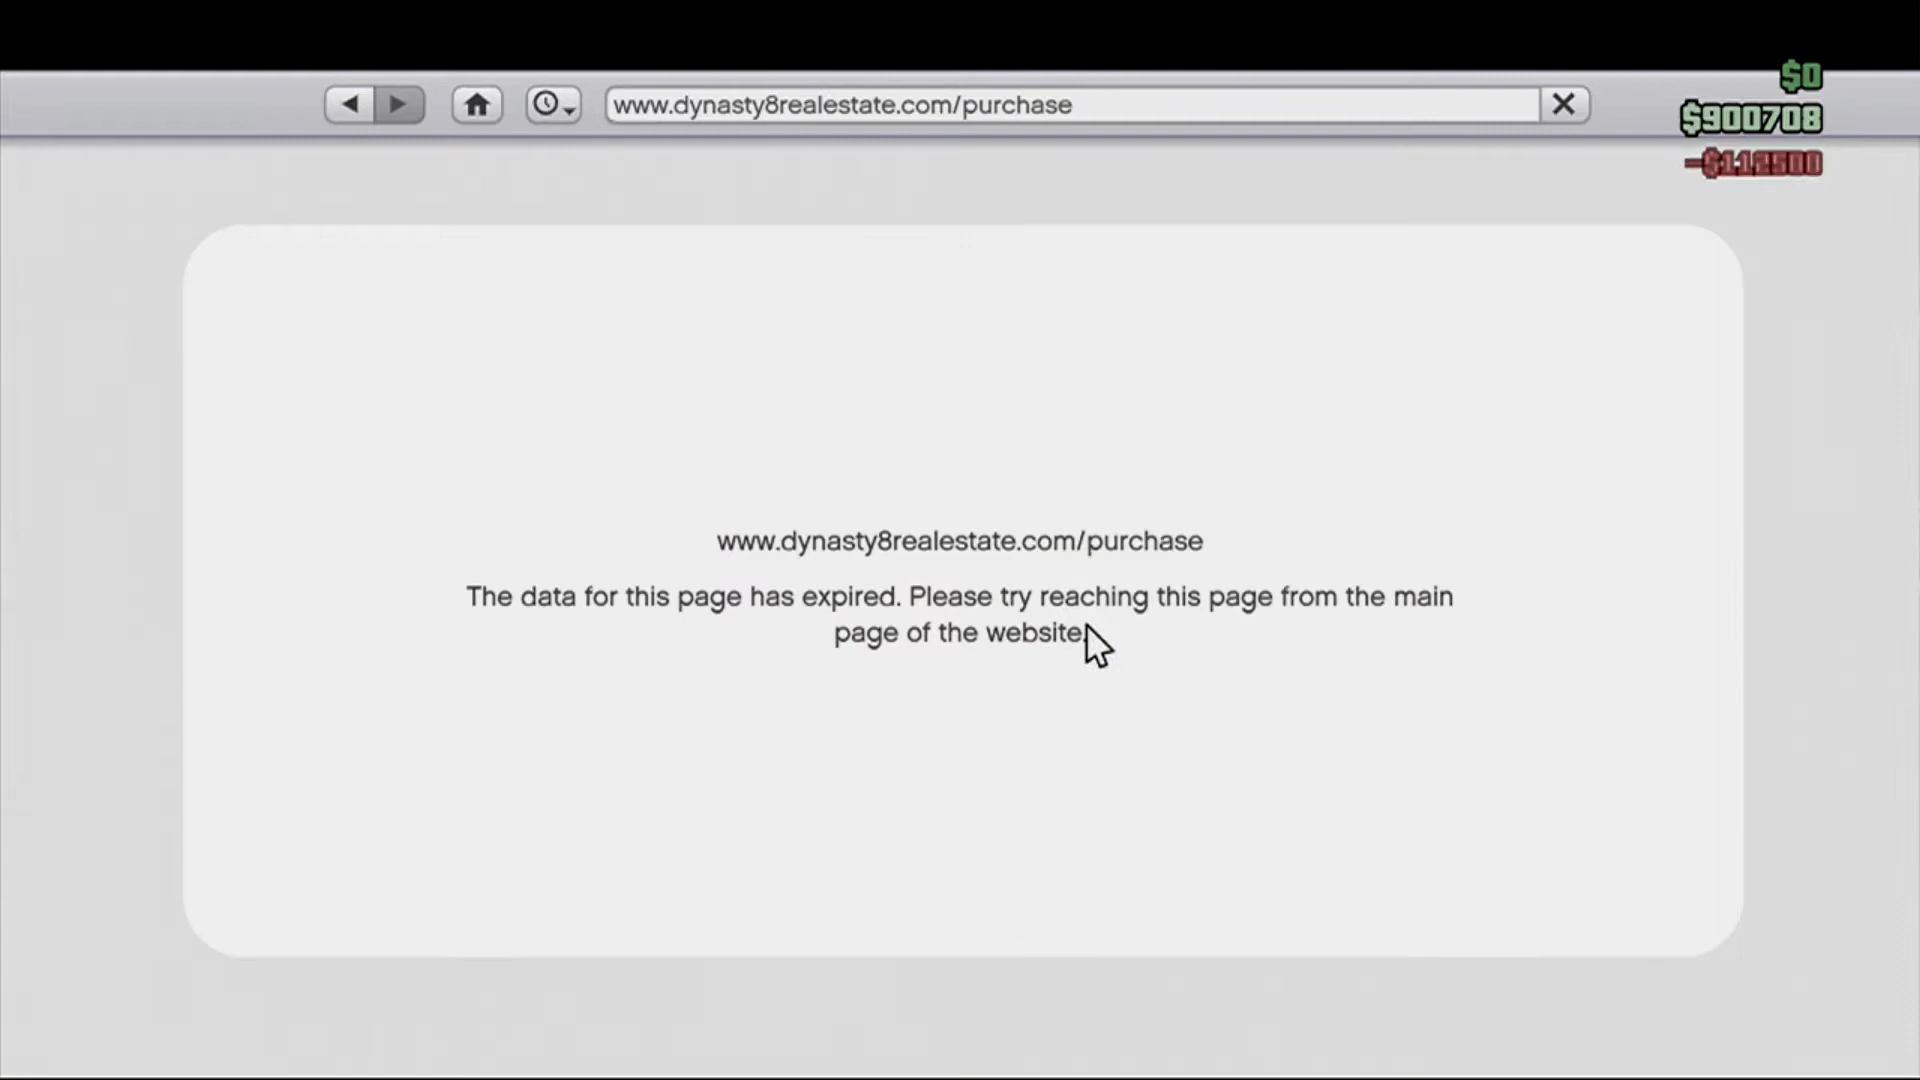 $0
www.dynasty8realestate.com/purchase
$900708
-$112500
www.dynasty8realestate.com/purchase
The data for this page has expired. Please try reaching this page from the main
page of the website.